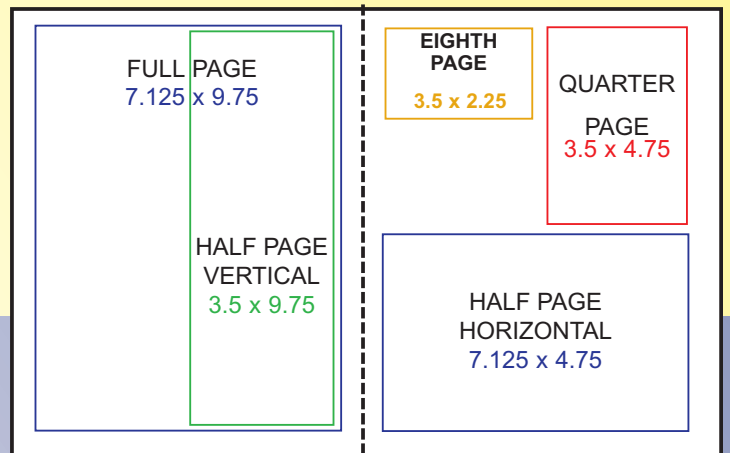 FULL PAGE
7.125 x 9.75
HALF PAGE
VERTICAL
3.5 x 9.75
EIGHTH
PAGE
3.5 x 2.25
QUARTER
PAGE
3.5 x 4.75
HALF PAGE
HORIZONTAL
7.125 x 4.75